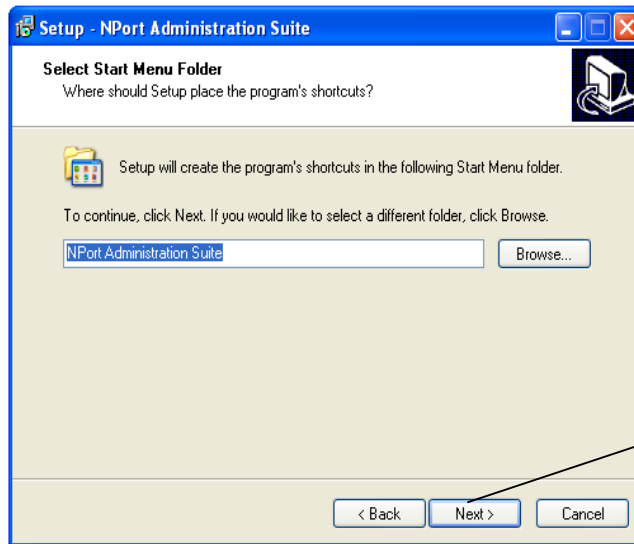 Setup - NPort Administration Suite
Select Start Menu Folder
Where should Setup place the program's shortcuts?
Setup will create the program's shortcuts in the following Start Menu folder.
To continue, click Next. If you would like to select a different folder, click Browse.
NPort Administration Suite
Browse...
< Back
Next >
Cancel